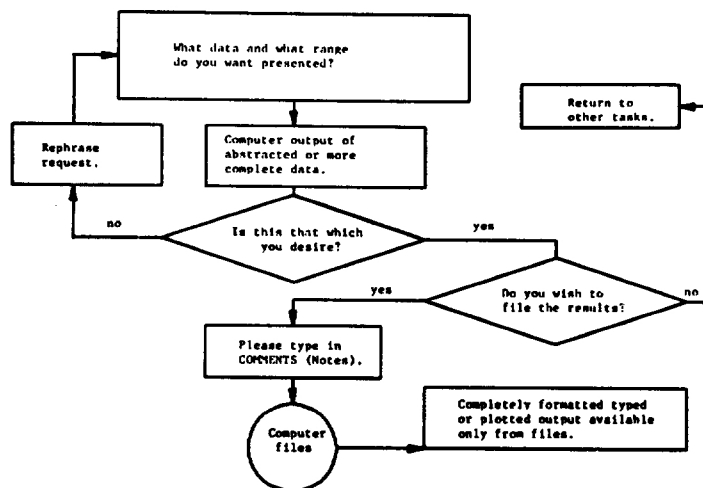 What data and what range
do you want presented?
Return to
other tasks.
Rephrase
request.
Computer output of
abstracted or more
complete data.
no
Is this that which
you desire?
yes
yes
Do you wish to
file the results?
no
Please type in
COMMENTS (Notes).
Computer
files
Completely formatted typed
or plotted output available
only from files.